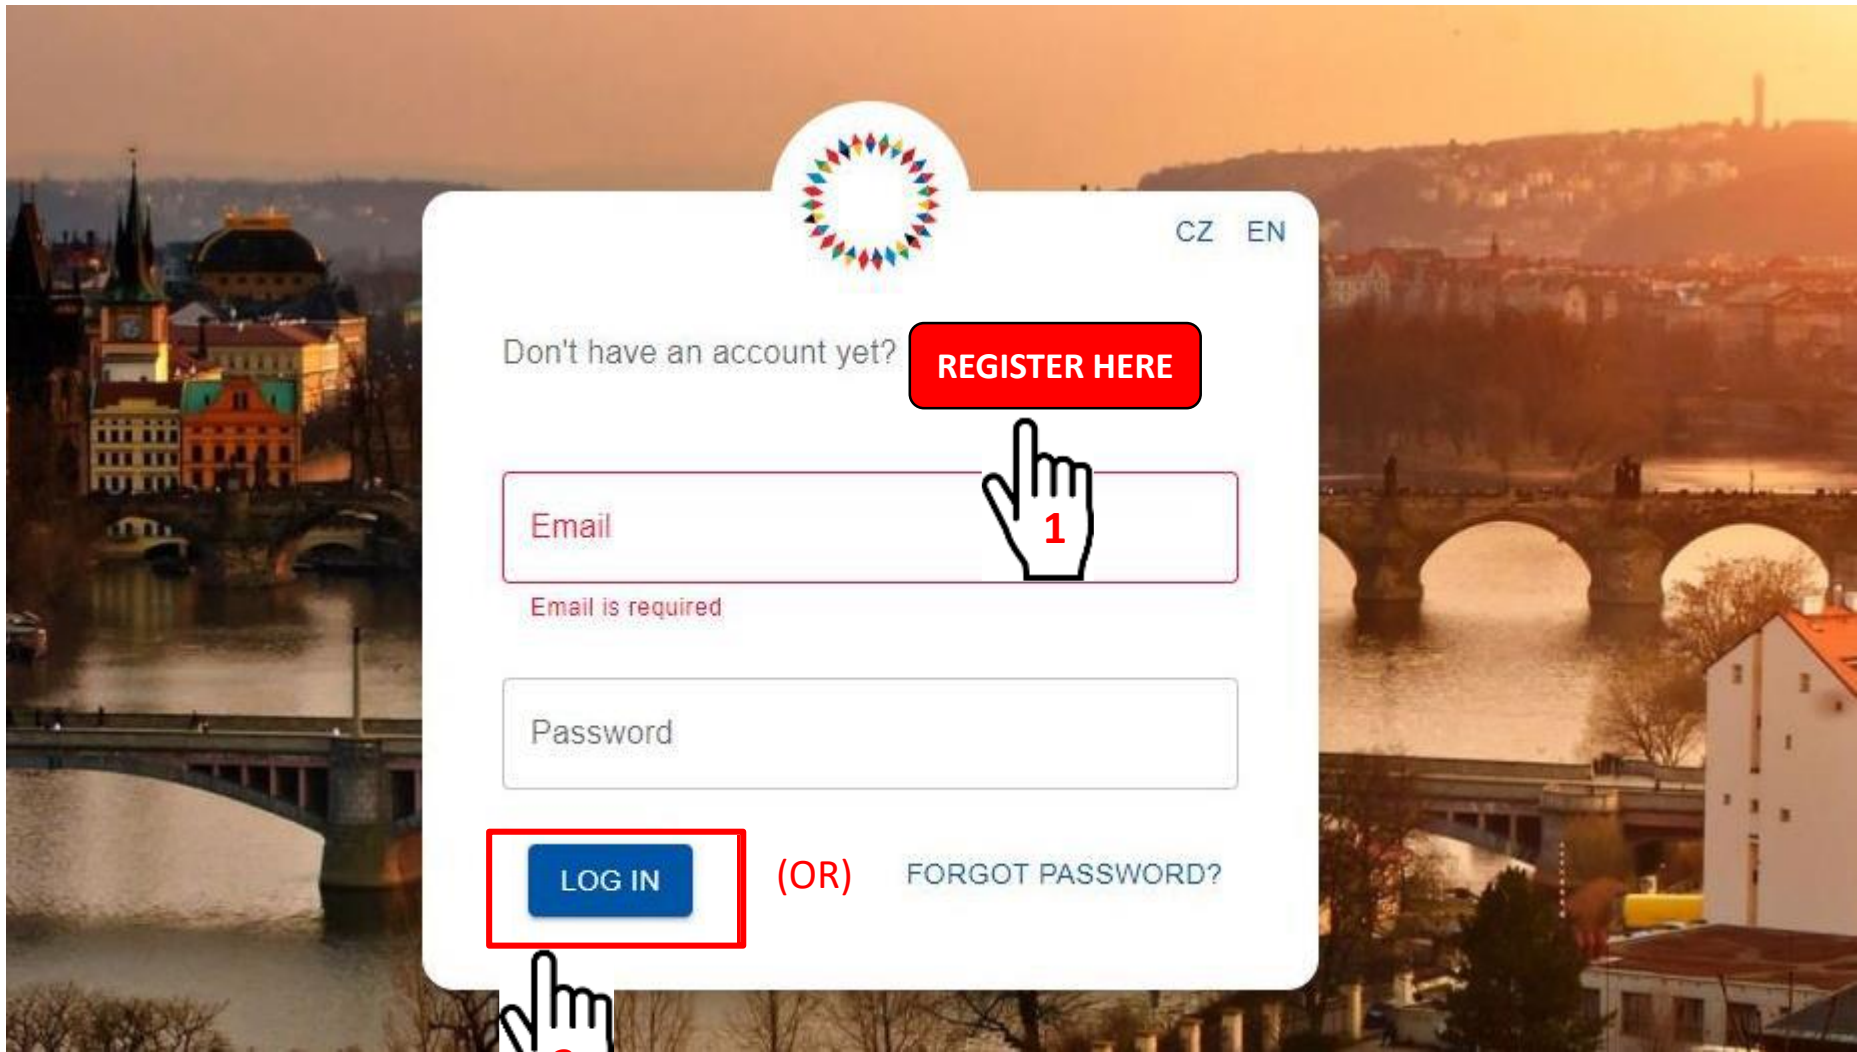 CZ EN
Don't have an account yet? REGISTER HERE
1
Email
Email is required
Password
LOG IN (OR) FORGOT PASSWORD?